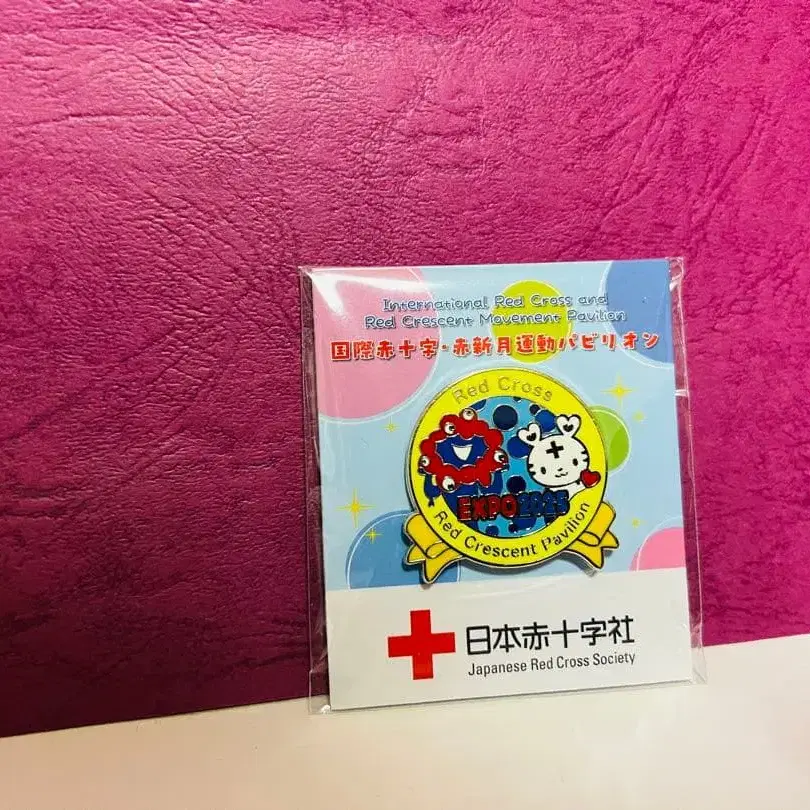 International Red Cross and
Red Crescent Movement Pavilion
国際赤十字・赤新月運動パビリオン
Red Cross
EXPO2025
Red Crescent Pavilion
日本赤十字社
Japanese Red Cross Society